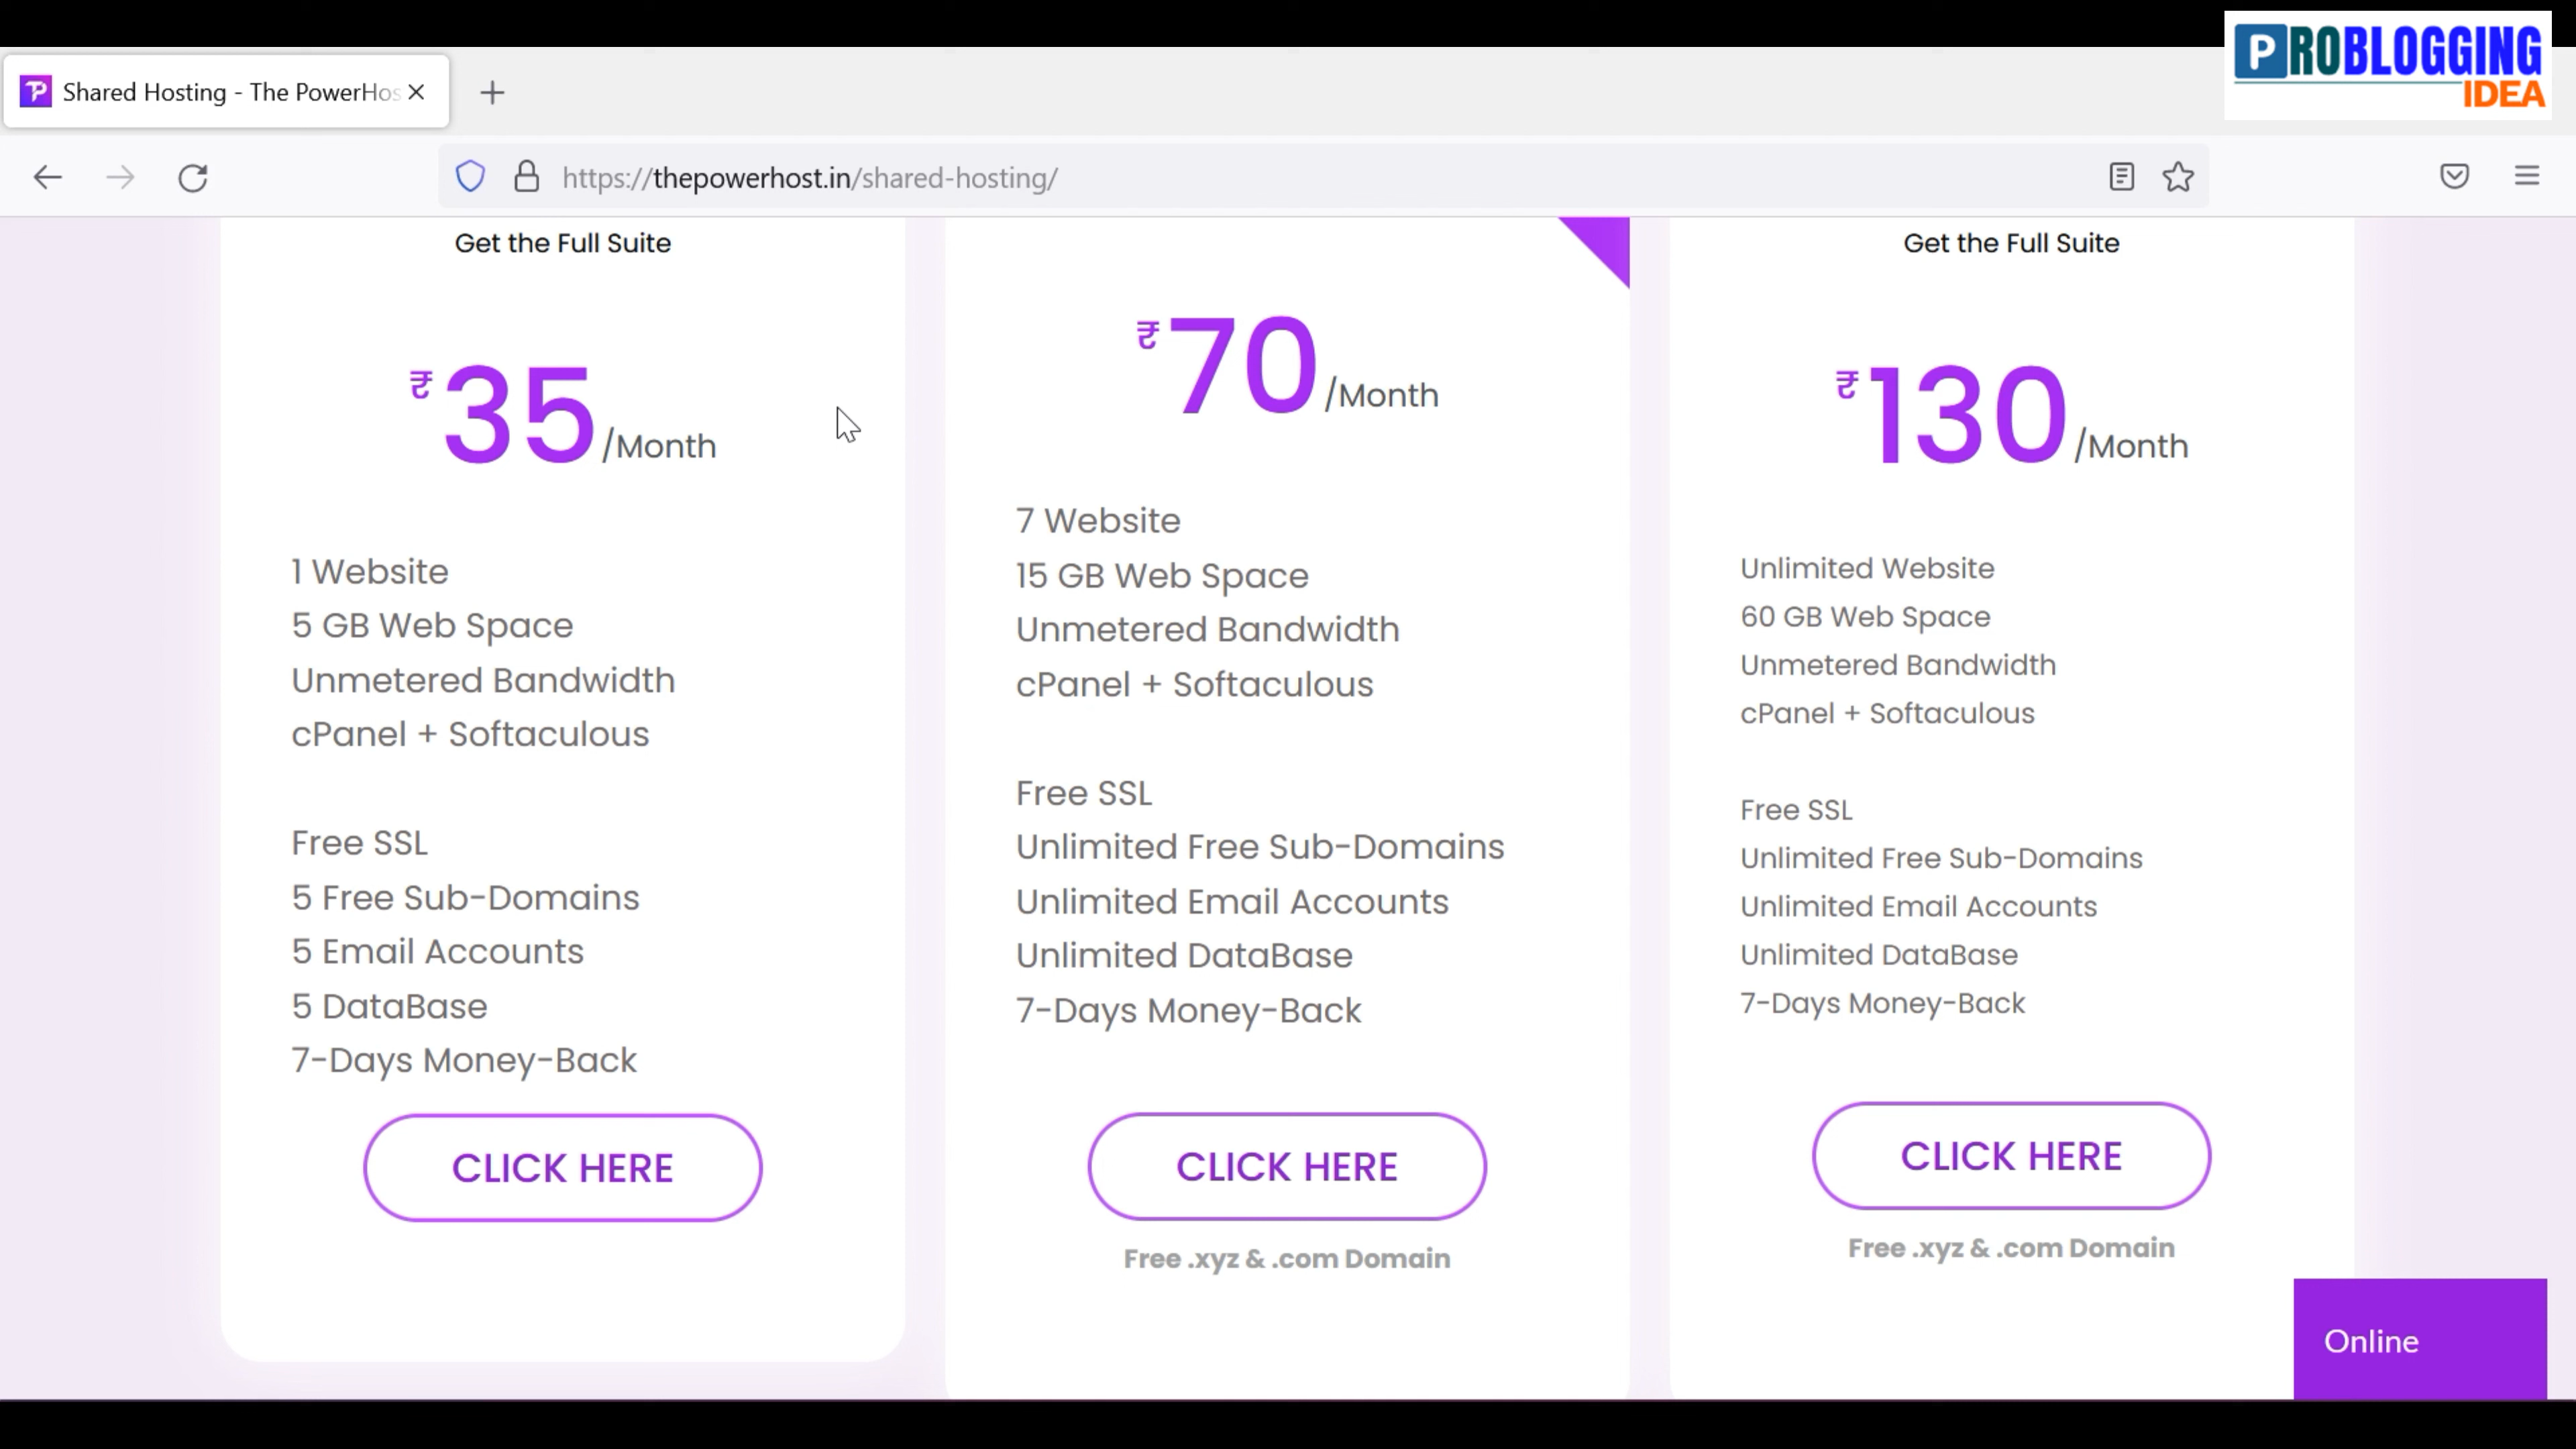 PROBLOGGING
IDEA
Shared Hosting - The PowerHos
https://thepowerhost.in/shared-hosting/
Get the Full Suite
₹35/Month
1 Website
5 GB Web Space
Unmetered Bandwidth
cPanel + Softaculous
Free SSL
5 Free Sub-Domains
5 Email Accounts
5 DataBase
7-Days Money-Back
CLICK HERE
₹70/Month
7 Website
15 GB Web Space
Unmetered Bandwidth
cPanel + Softaculous
Free SSL
Unlimited Free Sub-Domains
Unlimited Email Accounts
Unlimited DataBase
7-Days Money-Back
CLICK HERE
Free .xyz & .com Domain
Get the Full Suite
₹130/Month
Unlimited Website
60 GB Web Space
Unmetered Bandwidth
cPanel + Softaculous
Free SSL
Unlimited Free Sub-Domains
Unlimited Email Accounts
Unlimited DataBase
7-Days Money-Back
CLICK HERE
Free .xyz & .com Domain
Online